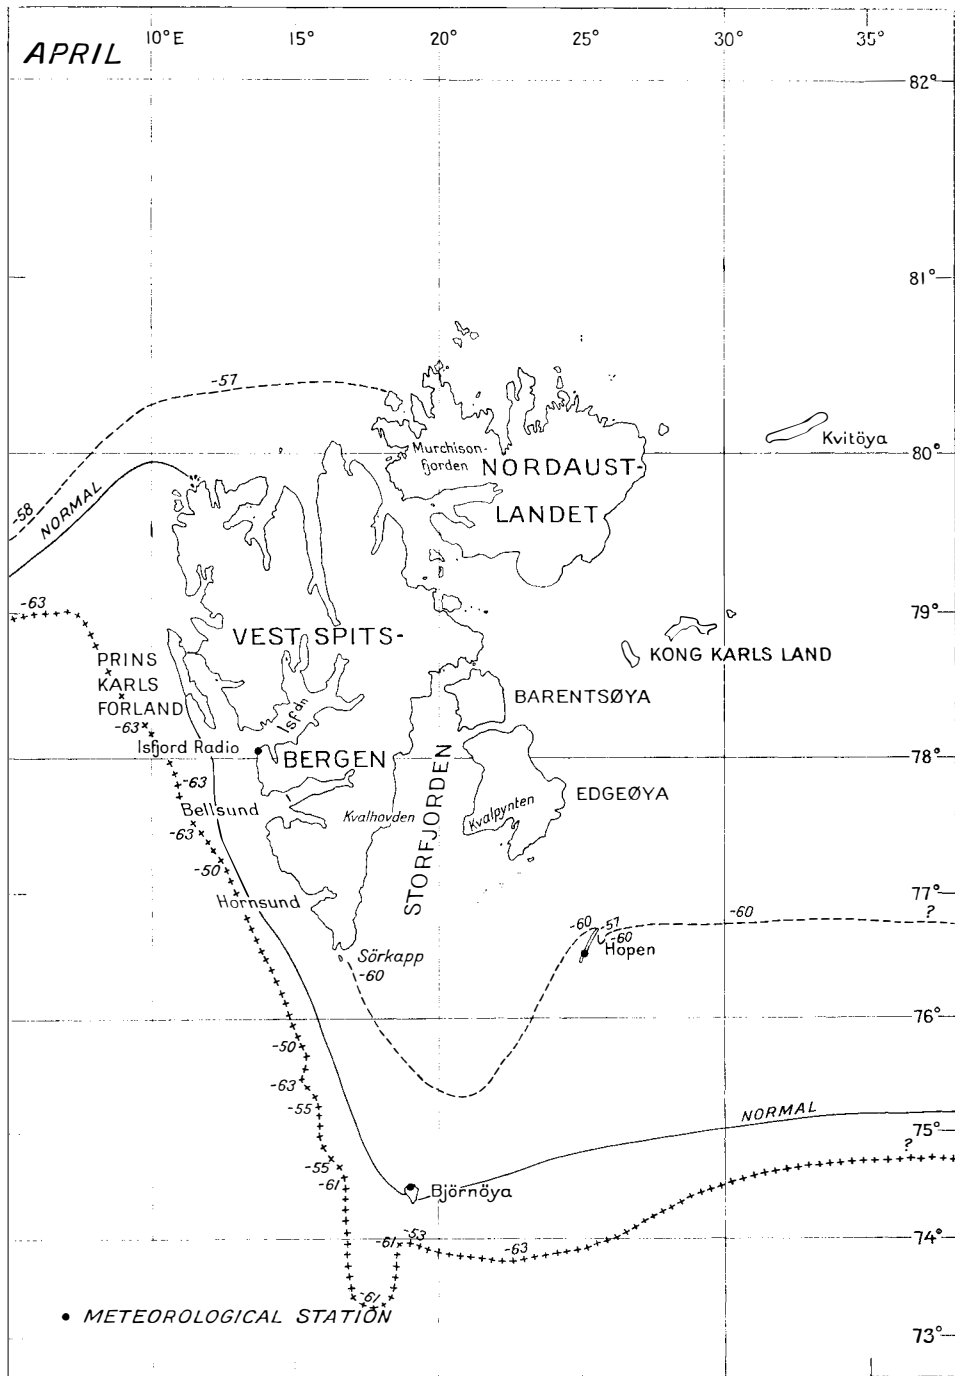 APRIL
10°E 15° 20° 25° 30° 35°
82°
81°
-57
Murchison-
fjorden
NORDAUST-
LANDET
Kvitöya
80°
-58
NORMAL
-63
79°
VEST SPITS-
BERGEN
PRINS
KARLS
FORLAND
-63
KONG KARLS LAND
BARENTSØYA
Isfdn
Isfjord Radio
78°
-63
EDGEØYA
Bellsund
Kvalhovden
Kvalpynten
STORFJORDEN
-63
-50
77°
Hornsund
-60
-57
-60
-60
?
Hopen
Sörkapp
-60
76°
-50
-63
-55
NORMAL
75°
?
-55
-61
Björnöya
-53
-61
-63
74°
-61
• METEOROLOGICAL STATION
73°